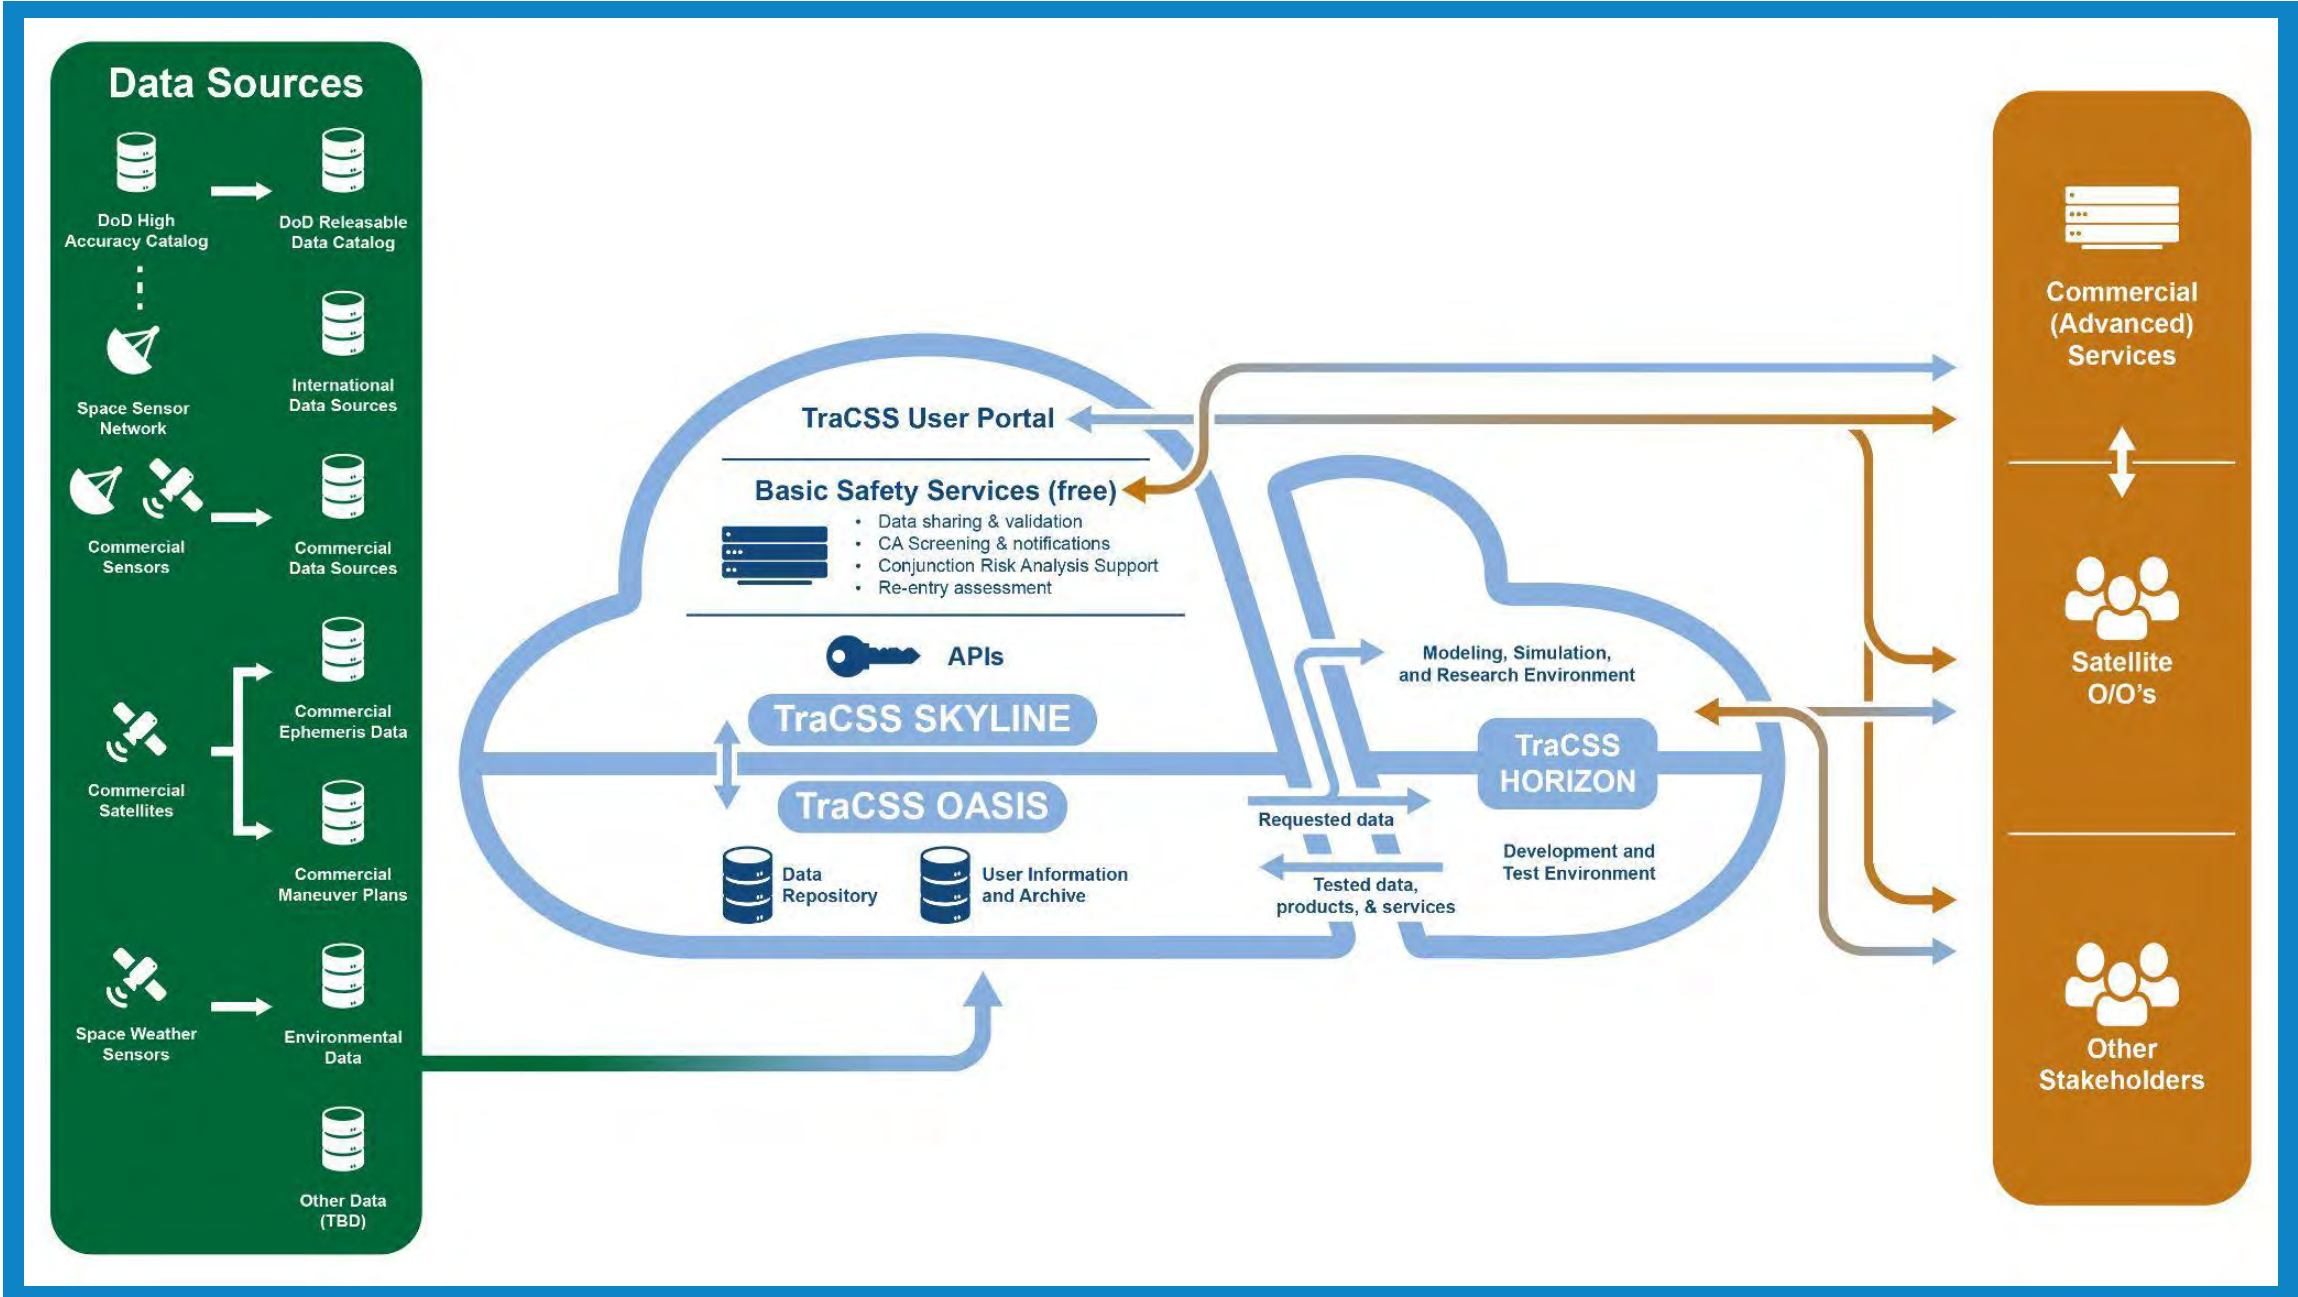 Data Sources
DoD High
Accuracy Catalog
DoD Releasable
Data Catalog
Space Sensor
Network
International
Data Sources
Commercial
Sensors
Commercial
Data Sources
Commercial
Satellites
Commercial
Ephemeris Data
Commercial
Maneuver Plans
Space Weather
Sensors
Environmental
Data
Other Data
(TBD)
TraCSS User Portal
Basic Safety Services (free)
• Data sharing & validation
• CA Screening & notifications
• Conjunction Risk Analysis Support
• Re-entry assessment
APIs
TraCSS SKYLINE
TraCSS OASIS
Data
Repository
User Information
and Archive
Requested data
Tested data,
products, & services
Modeling, Simulation,
and Research Environment
TraCSS
HORIZON
Development and
Test Environment
Commercial
(Advanced)
Services
Satellite
O/O's
Other
Stakeholders